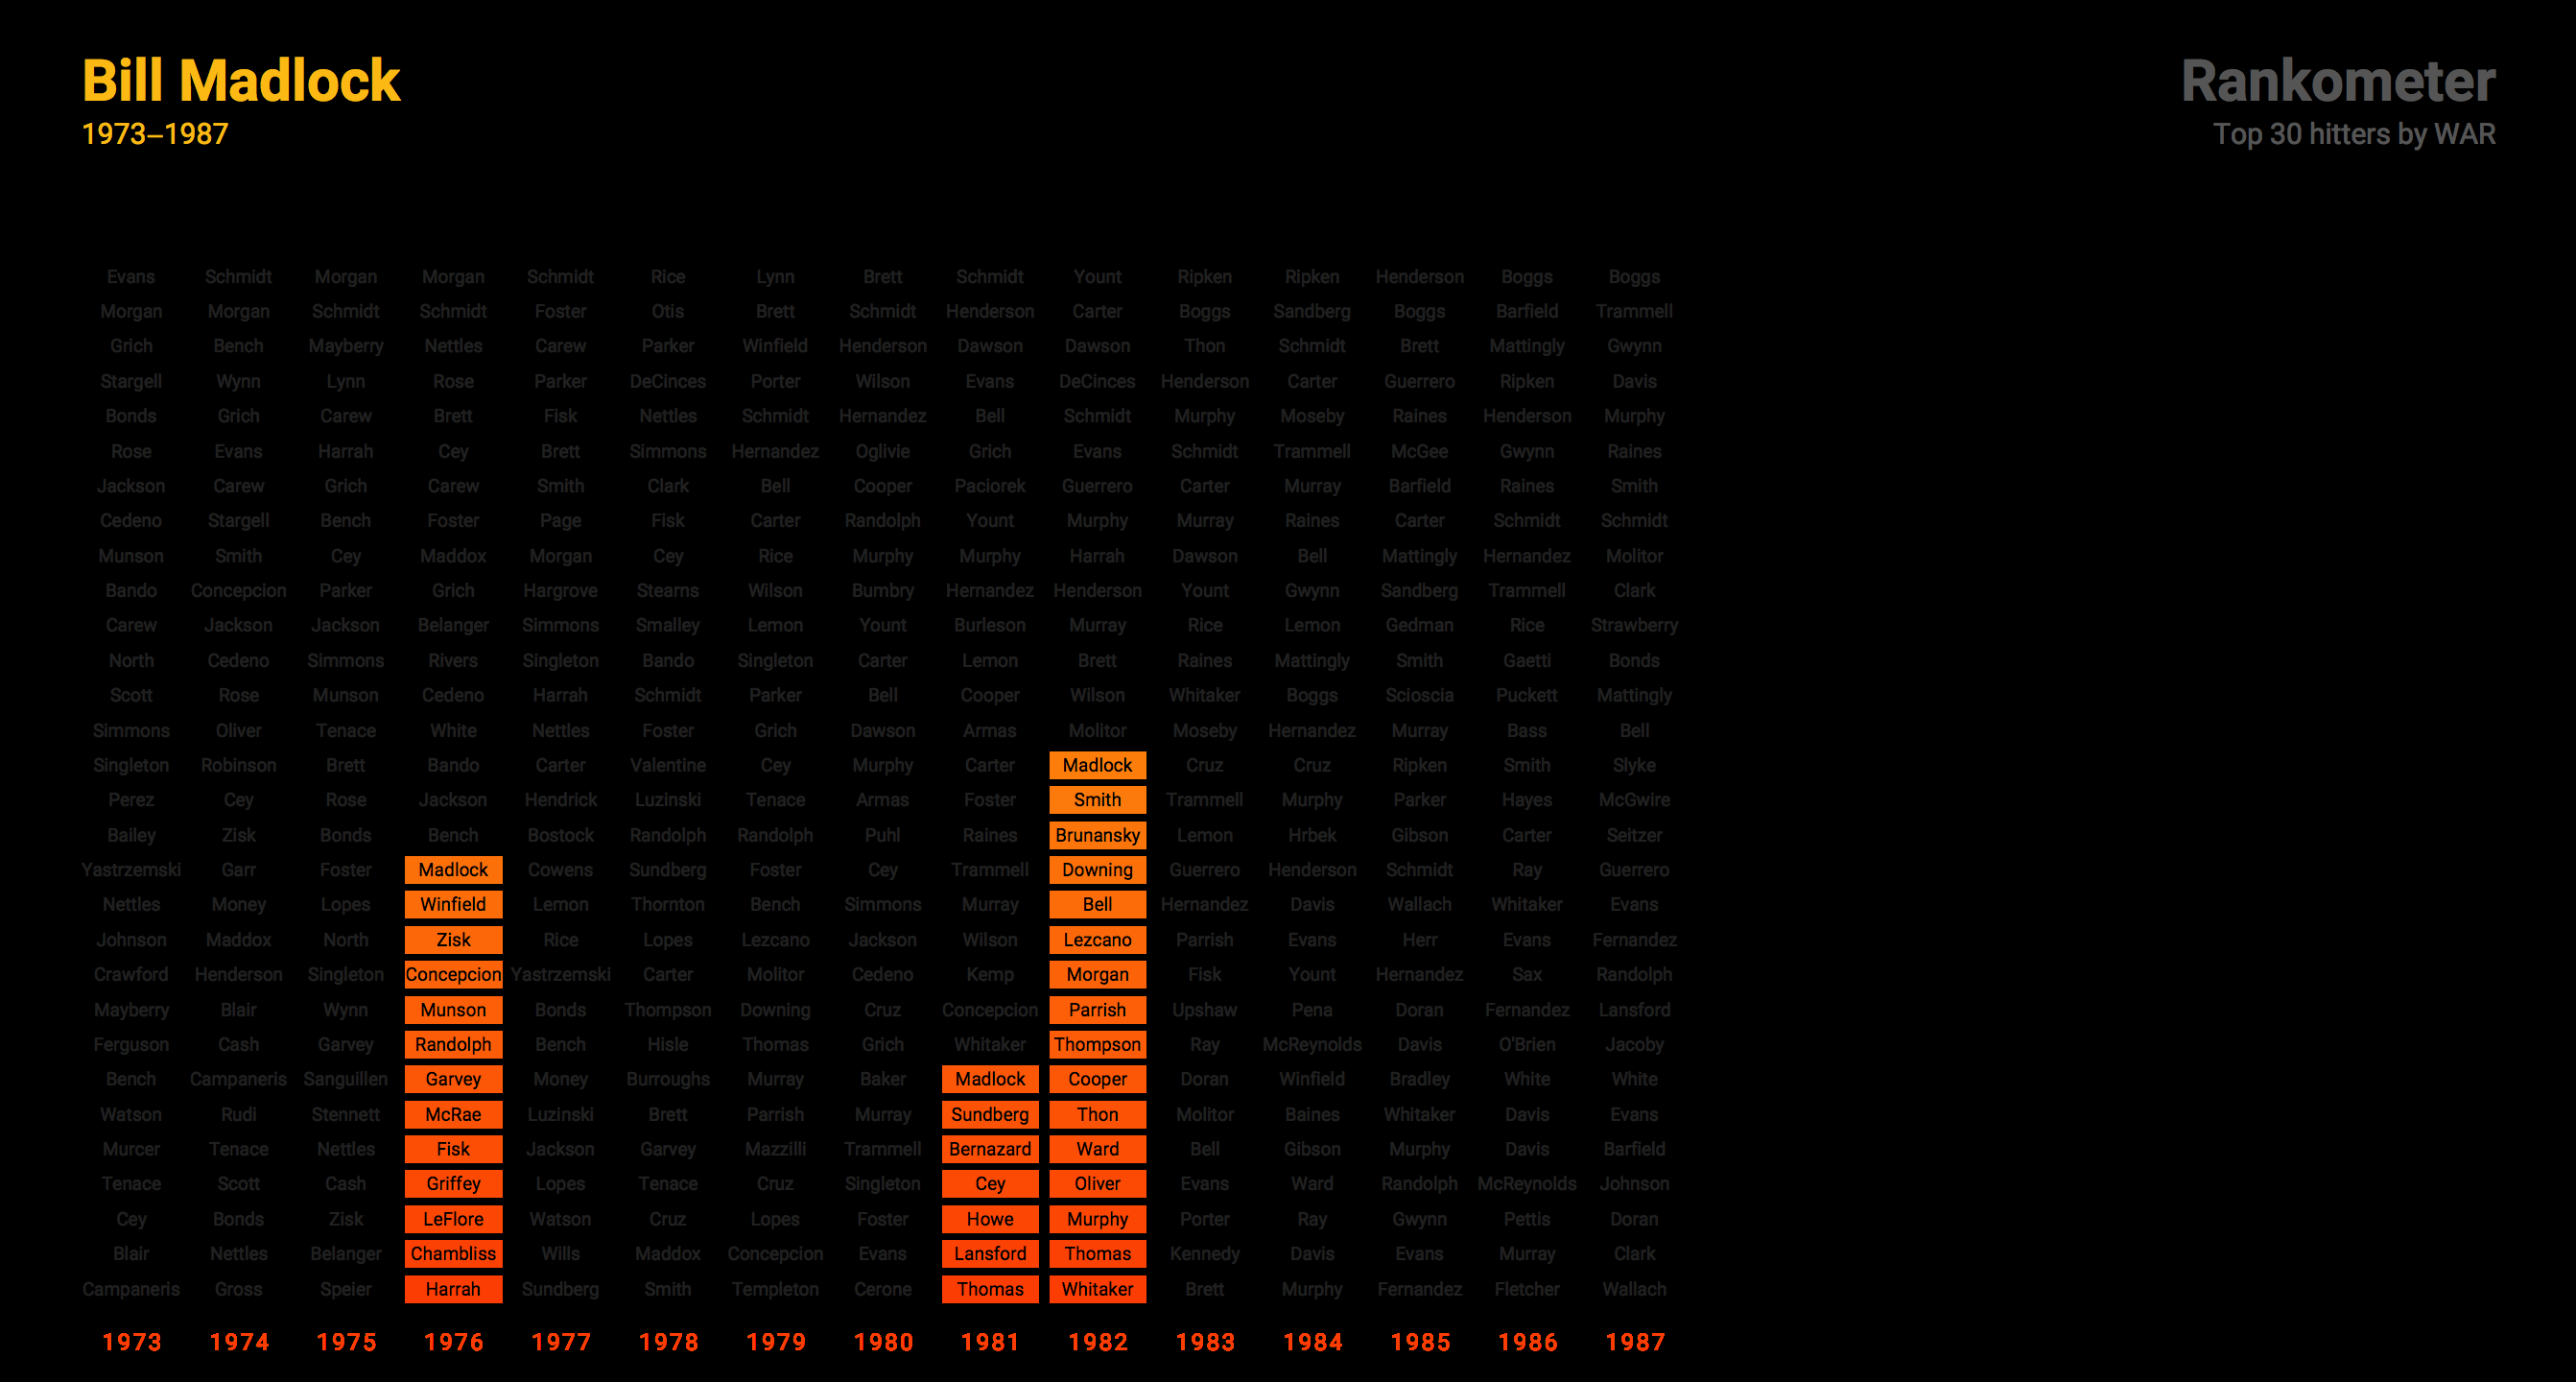 Bill Madlock
1973–1987
Rankometer
Top 30 hitters by WAR
Evans Schmidt Morgan Morgan Schmidt Rice Lynn Brett Schmidt Yount Ripken Ripken Henderson Boggs Boggs
Morgan Morgan Schmidt Schmidt Foster Otis Brett Schmidt Henderson Carter Boggs Sandberg Boggs Barfield Trammell
Grich Bench Mayberry Nettles Carew Parker Winfield Henderson Dawson Dawson Thon Schmidt Brett Mattingly Gwynn
Stargell Wynn Lynn Rose Parker DeCinces Porter Wilson Evans DeCinces Henderson Carter Guerrero Ripken Davis
Bonds Grich Carew Brett Fisk Nettles Schmidt Hernandez Bell Schmidt Murphy Moseby Raines Henderson Murphy
Rose Evans Harrah Cey Brett Simmons Hernandez Oglivie Grich Evans Schmidt Trammell McGee Gwynn Raines
Jackson Carew Grich Carew Smith Clark Bell Cooper Paciorek Guerrero Carter Murray Barfield Raines Smith
Cedeno Stargell Bench Foster Page Fisk Carter Randolph Yount Murphy Murray Raines Carter Schmidt Schmidt
Munson Smith Cey Maddox Morgan Cey Rice Murphy Murphy Harrah Dawson Bell Mattingly Hernandez Molitor
Bando Concepcion Parker Grich Hargrove Stearns Wilson Bumbry Hernandez Henderson Yount Gwynn Sandberg Trammell Clark
Carew Jackson Jackson Belanger Simmons Smalley Lemon Yount Burleson Murray Rice Lemon Gedman Rice Strawberry
North Cedeno Simmons Rivers Singleton Bando Singleton Carter Lemon Brett Raines Mattingly Smith Gaetti Bonds
Scott Rose Munson Cedeno Harrah Schmidt Parker Bell Cooper Wilson Whitaker Boggs Scioscia Puckett Mattingly
Simmons Oliver Tenace White Nettles Foster Grich Dawson Armas Molitor Moseby Hernandez Murray Bass Bell
Singleton Robinson Brett Bando Carter Valentine Cey Murphy Carter Madlock Cruz Cruz Ripken Smith Slyke
Perez Cey Rose Jackson Hendrick Luzinski Tenace Armas Foster Smith Trammell Murphy Parker Hayes McGwire
Bailey Zisk Bonds Bench Bostock Randolph Randolph Puhl Raines Brunansky Lemon Hrbek Gibson Carter Seitzer
Yastrzemski Garr Foster Madlock Cowens Sundberg Foster Cey Trammell Downing Guerrero Henderson Schmidt Ray Guerrero
Nettles Money Lopes Winfield Lemon Thornton Bench Simmons Murray Bell Hernandez Davis Wallach Whitaker Evans
Johnson Maddox North Zisk Rice Lopes Lezcano Jackson Wilson Lezcano Parrish Evans Herr Evans Fernandez
Crawford Henderson Singleton Concepcion Yastrzemski Carter Molitor Cedeno Kemp Morgan Fisk Yount Hernandez Sax Randolph
Mayberry Blair Wynn Munson Bonds Thompson Downing Cruz Concepcion Parrish Upshaw Pena Doran Fernandez Lansford
Ferguson Cash Garvey Randolph Bench Hisle Thomas Grich Whitaker Thompson Ray McReynolds Davis O'Brien Jacoby
Bench Campaneris Sanguillen Garvey Money Burroughs Murray Baker Madlock Cooper Doran Winfield Bradley White White
Watson Rudi Stennett McRae Luzinski Brett Parrish Murray Sundberg Thon Molitor Baines Whitaker Davis Evans
Murcer Tenace Nettles Fisk Jackson Garvey Mazzilli Trammell Bernazard Ward Bell Gibson Murphy Davis Barfield
Tenace Scott Cash Griffey Lopes Tenace Cruz Singleton Cey Oliver Evans Ward Randolph McReynolds Johnson
Cey Bonds Zisk LeFlore Watson Cruz Lopes Foster Howe Murphy Porter Ray Gwynn Pettis Doran
Blair Nettles Belanger Chambliss Wills Maddox Concepcion Evans Lansford Thomas Kennedy Davis Evans Murray Clark
Campaneris Gross Speier Harrah Sundberg Smith Templeton Cerone Thomas Whitaker Brett Murphy Fernandez Fletcher Wallach
1973 1974 1975 1976 1977 1978 1979 1980 1981 1982 1983 1984 1985 1986 1987